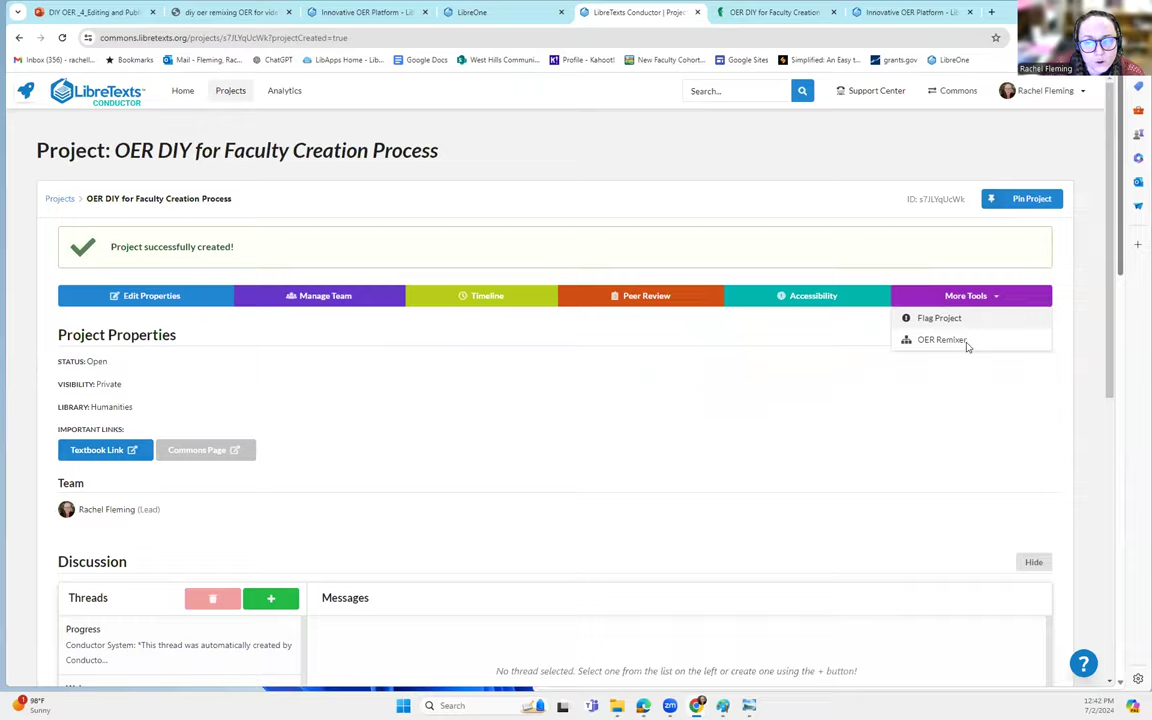 DIY OER _4_Editing and Publ
diy oer remixing OER for vide
Innovative OER Platform - Lib
LibreOne
LibreTexts Conductor | Projec
OER DIY for Faculty Creation
Innovative OER Platform - Lib
commons.libretexts.org/projects/s7JLYqUcWk?projectCreated=true
Inbox (356) - rachell...
Bookmarks
Mail - Fleming, Rac...
ChatGPT
LibApps Home - Lib...
Google Docs
West Hills Communi...
Profile - Kahoot!
New Faculty Cohort...
Google Sites
Simplified: An Easy t...
grants.gov
LibreOne
Rachel Fleming
LibreTexts
CONDUCTOR
Home
Projects
Analytics
Search...
Support Center
Commons
Rachel Fleming
Project: OER DIY for Faculty Creation Process
Projects > OER DIY for Faculty Creation Process
ID: s7JLYqUcWk
Pin Project
Project successfully created!
Edit Properties
Manage Team
Timeline
Peer Review
Accessibility
More Tools
Flag Project
OER Remixer
Project Properties
STATUS: Open
VISIBILITY: Private
LIBRARY: Humanities
IMPORTANT LINKS:
Textbook Link
Commons Page
Team
Rachel Fleming (Lead)
Discussion
Hide
Threads
Messages
Progress
Conductor System: *This thread was automatically created by
Conducto...
No thread selected. Select one from the list on the left or create one using the + button!
98°F
Sunny
Search
12:42 PM
7/2/2024